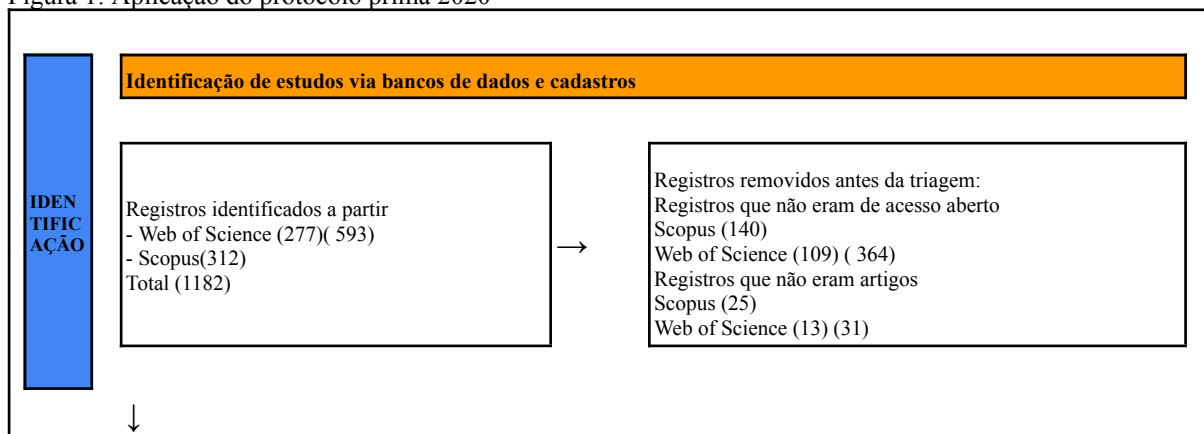 Figura 1: Aplicação do protocolo prima 2020
Identificação de estudos via bancos de dados e cadastros
IDEN
TIFIC
AÇÃO
Registros identificados a partir
- Web of Science (277)( 593)
- Scopus(312)
Total (1182)
→
Registros removidos antes da triagem:
Registros que não eram de acesso aberto
Scopus (140)
Web of Science (109) ( 364)
Registros que não eram artigos
Scopus (25)
Web of Science (13) (31)
↓